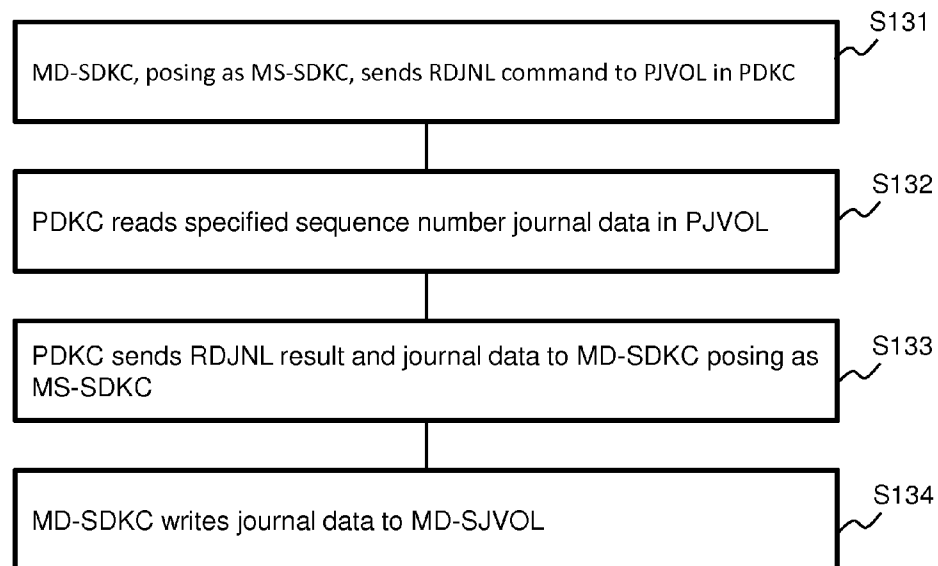 S131
MD-SDKC, posing as MS-SDKC, sends RDJNL command to PJVOL in PDKC
S132
PDKC reads specified sequence number journal data in PJVOL
S133
PDKC sends RDJNL result and journal data to MD-SDKC posing as
MS-SDKC
S134
MD-SDKC writes journal data to MD-SJVOL